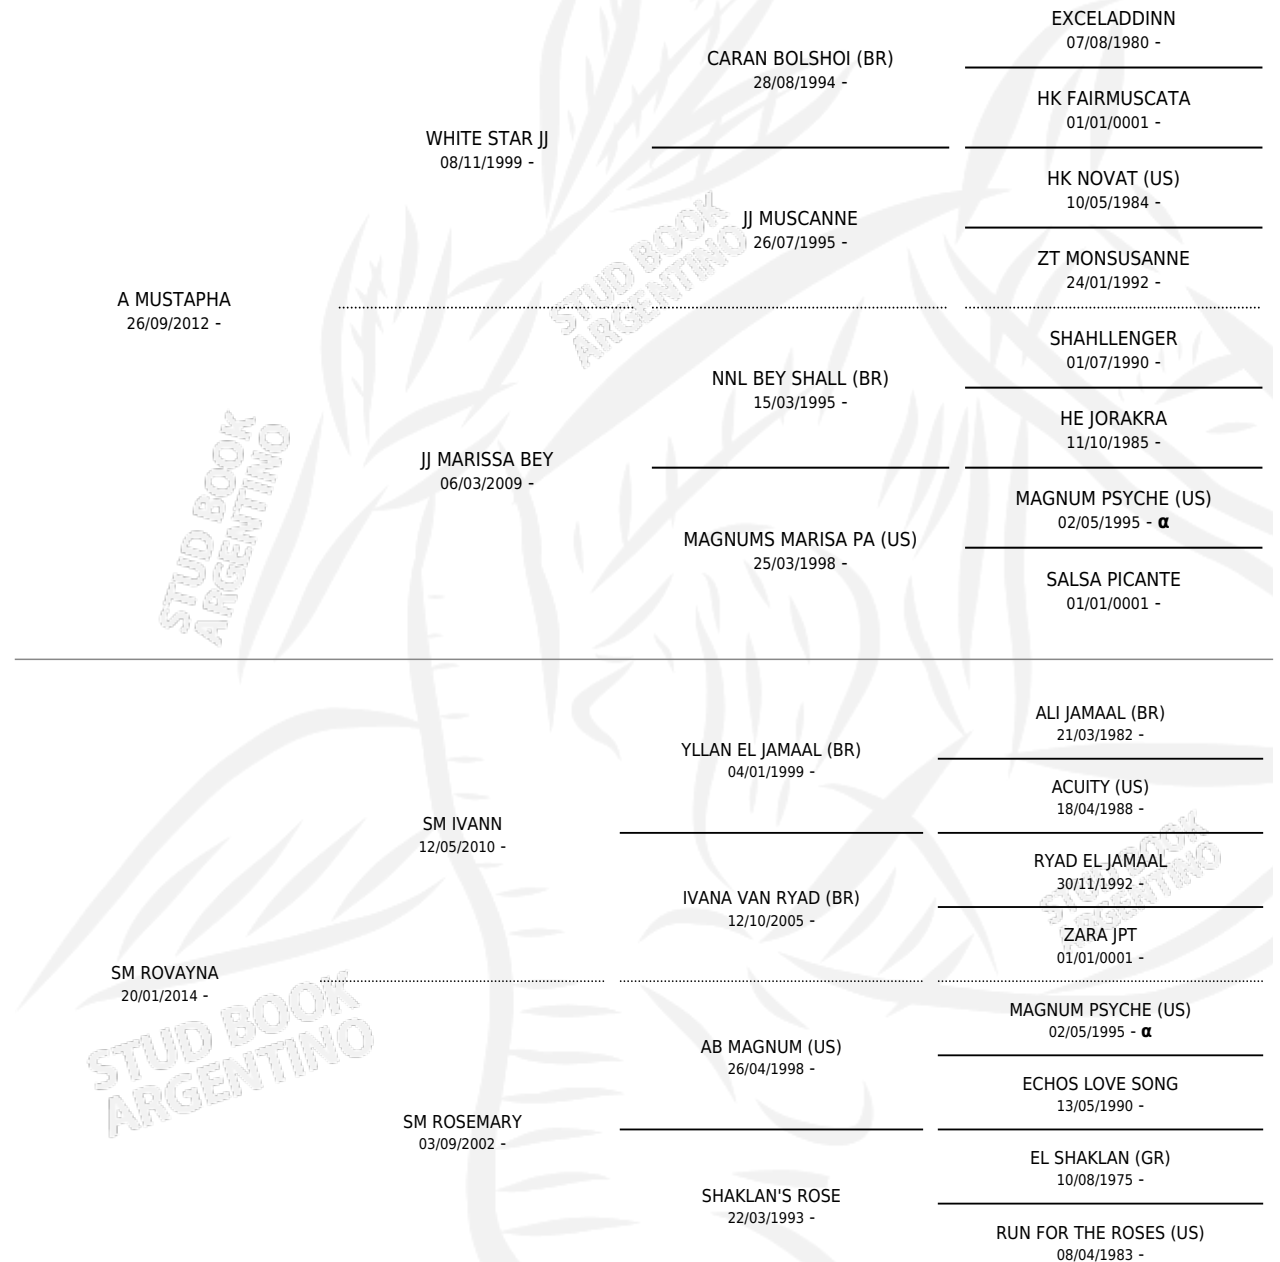 EXCELADDINN
07/08/1980 -
CARAN BOLSHOI (BR)
28/08/1994 -
HK FAIRMUSCATA
01/01/0001 -
WHITE STAR JJ
08/11/1999 -
HK NOVAT (US)
10/05/1984 -
JJ MUSCANNE
26/07/1995 -
ZT MONSUSANNE
24/01/1992 -
A MUSTAPHA
26/09/2012 -
SHAHLLENGER
01/07/1990 -
NNL BEY SHALL (BR)
15/03/1995 -
HE JORAKRA
11/10/1985 -
JJ MARISSA BEY
06/03/2009 -
MAGNUM PSYCHE (US)
02/05/1995 - α
MAGNUMS MARISA PA (US)
25/03/1998 -
SALSA PICANTE
01/01/0001 -
STUD BOOK
ARGENTINO
STUD BOOK
ARGENTINO
ALI JAMAAL (BR)
21/03/1982 -
YLLAN EL JAMAAL (BR)
04/01/1999 -
ACUITY (US)
18/04/1988 -
SM IVANN
12/05/2010 -
RYAD EL JAMAAL
30/11/1992 -
IVANA VAN RYAD (BR)
12/10/2005 -
ZARA JPT
01/01/0001 -
SM ROVAYNA
20/01/2014 -
MAGNUM PSYCHE (US)
02/05/1995 - α
AB MAGNUM (US)
26/04/1998 -
ECHOS LOVE SONG
13/05/1990 -
SM ROSEMARY
03/09/2002 -
EL SHAKLAN (GR)
10/08/1975 -
SHAKLAN'S ROSE
22/03/1993 -
RUN FOR THE ROSES (US)
08/04/1983 -
STUD BOOK
ARGENTINO
STUD BOOK
ARGENTINO